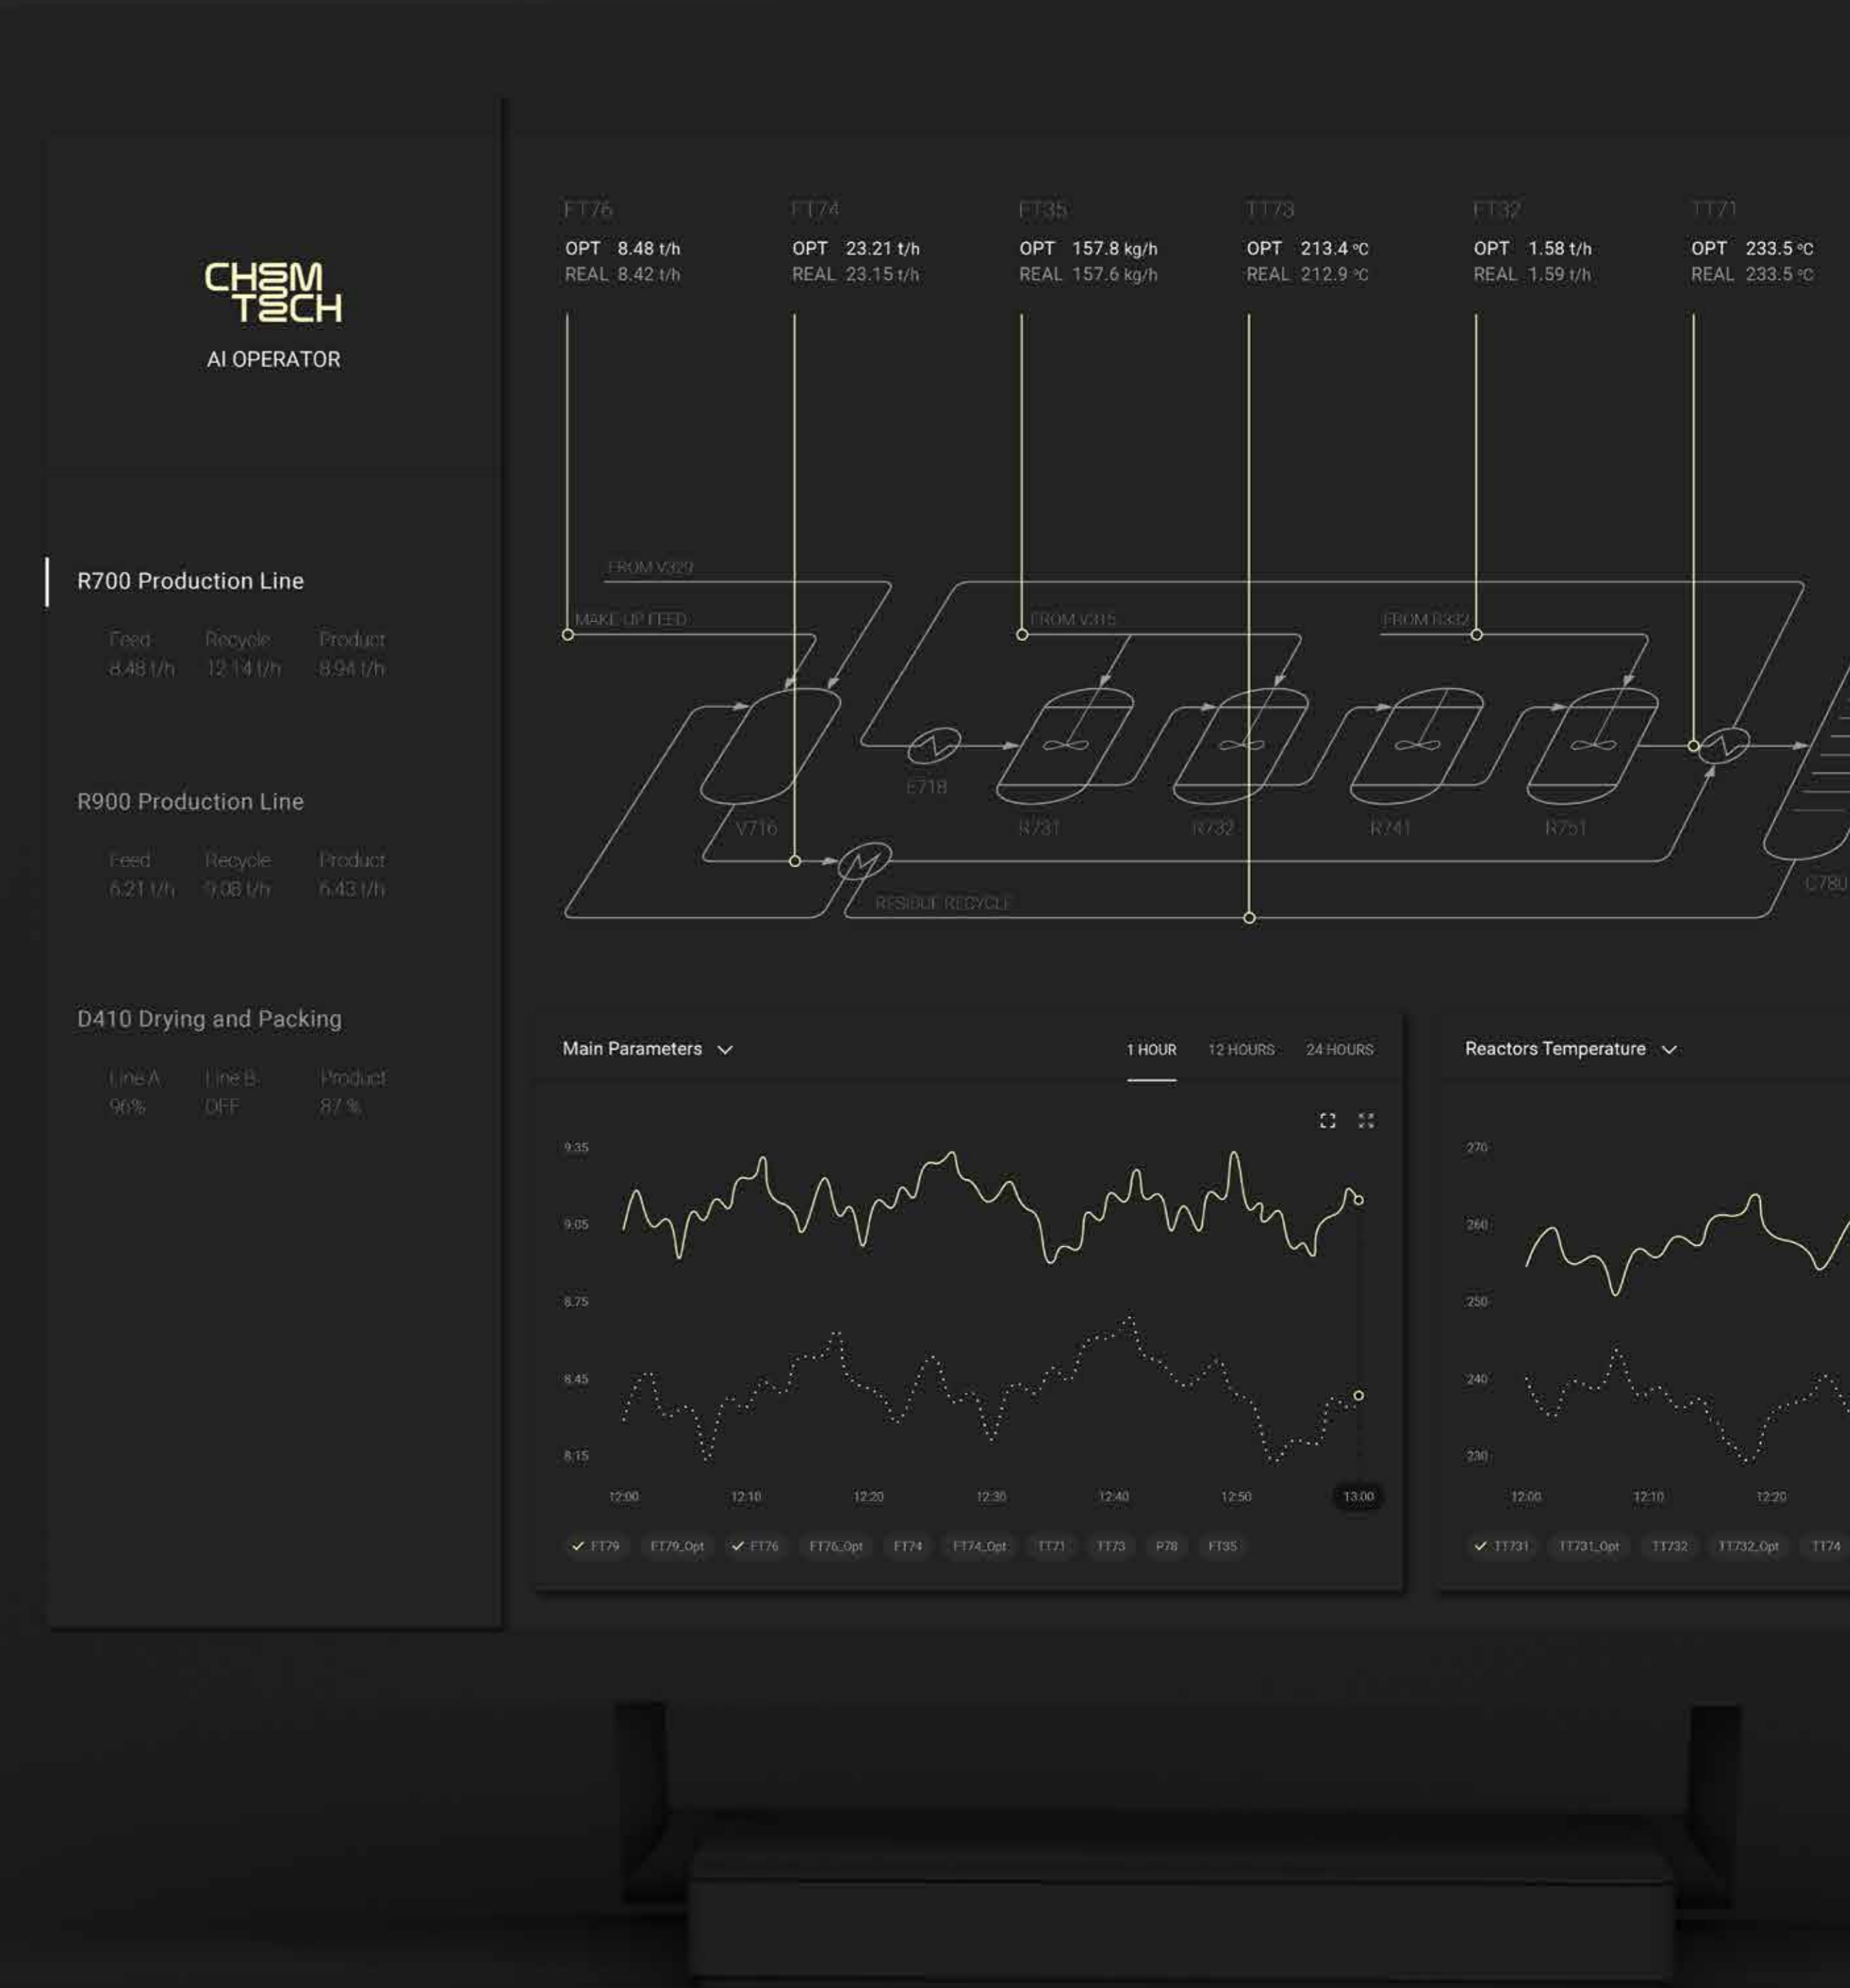 CHEM
TECH
AI OPERATOR
R700 Production Line
Feed Recycle Product
8.48 t/h 12.14 t/h 8.94 t/h
R900 Production Line
Feed Recycle Product
6.21 t/h 9.08 t/h 6.43 t/h
D410 Drying and Packing
Line A Line B Product
96% OFF 87 %
FT76 FT74 FT35 TT73 FT32 TT71
OPT 8.48 t/h OPT 23.21 t/h OPT 157.8 kg/h OPT 213.4 ºC OPT 1.58 t/h OPT 233.5 ºC
REAL 8.42 t/h REAL 23.15 t/h REAL 157.6 kg/h REAL 212.9 ºC REAL 1.59 t/h REAL 233.5 ºC
FROM V329
MAKE-UP FEED FROM V315 FROM R332
E718
V716 R731 R732 R741 R751
C780
RESIDUE RECYCLE
Main Parameters 1 HOUR 12 HOURS 24 HOURS
9.35
9.05
8.75
8.45
8.15
12:00 12:10 12:20 12:30 12:40 12:50 13:00
FT79 FT79_Opt FT76 FT76_Opt FT74 FT74_Opt TT71 TT73 P78 FT35
Reactors Temperature
270
260
250
240
230
12:00 12:10 12:20
TT731 TT731_Opt TT732 TT732_Opt TT74